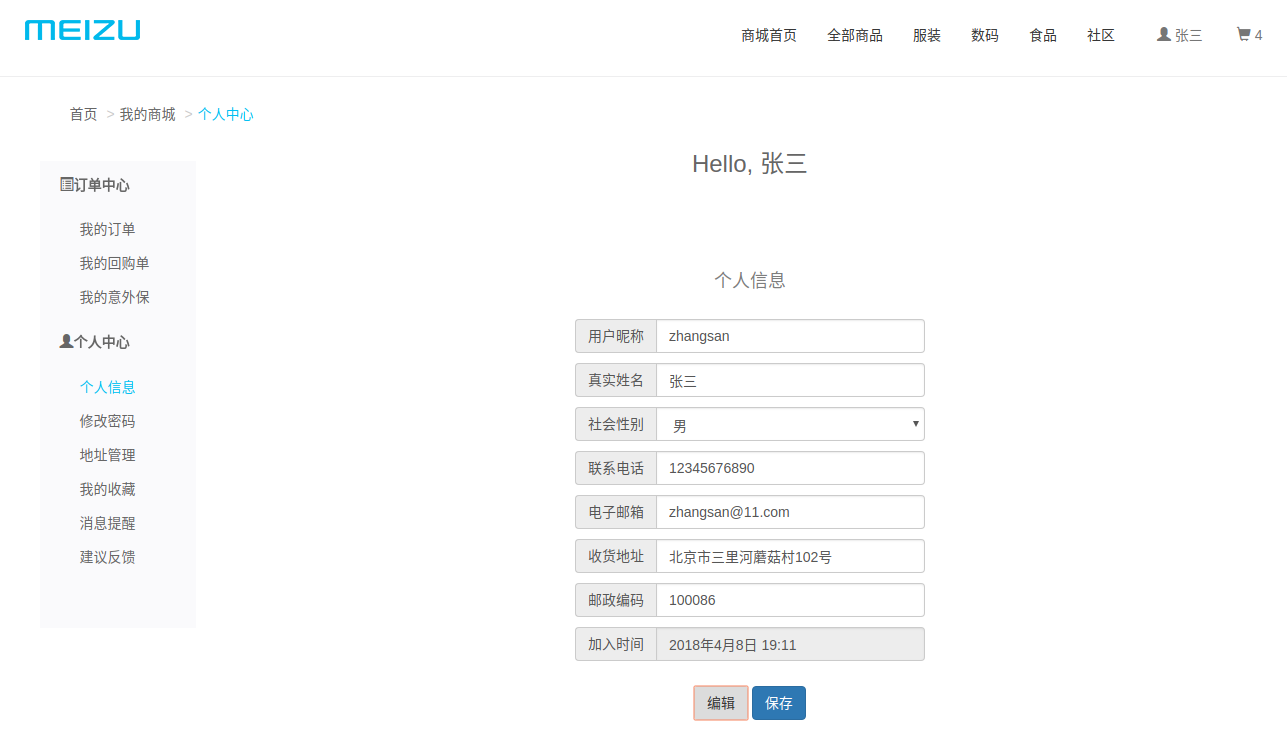 MEIZU
商城首页 全部商品 服装 数码 食品 社区 张三 4
首页 > 我的商城 > 个人中心
Hello, 张三
订单中心
我的订单
我的回购单
我的意外保
个人中心
个人信息
修改密码
地址管理
我的收藏
消息提醒
建议反馈
个人信息
用户昵称 zhangsan
真实姓名 张三
社会性别 男
联系电话 12345676890
电子邮箱 zhangsan@11.com
收货地址 北京市三里河蘑菇村102号
邮政编码 100086
加入时间 2018年4月8日 19:11
编辑 保存